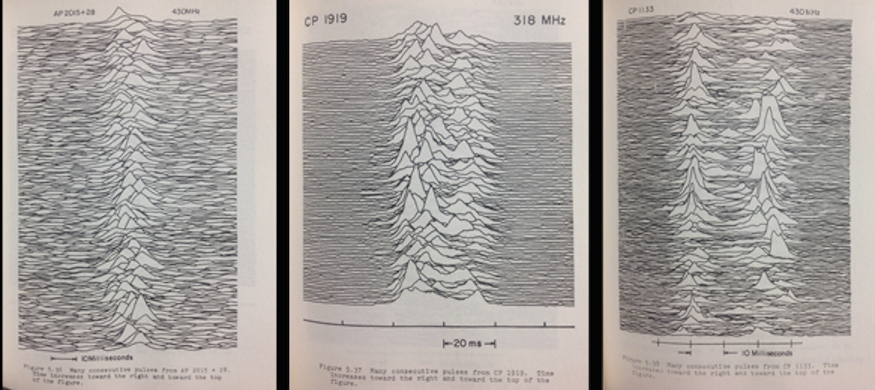 AP 2015+28 430MHz
10Milliseconds
Figure 5.36 Many consecutive pulses from AP 2015 + 28.
Time increases toward the right and toward the top
of the figure.
CP 1919 318 MHz
20 ms
Figure 5.37 Many consecutive pulses from CP 1919. Time
increases toward the right and toward the top of the
figure.
CP 1133 430 MHz
10 Milliseconds
Figure 5.38 Many consecutive pulses from CP 1133. Time
increases toward the right and toward the top of the
figure.